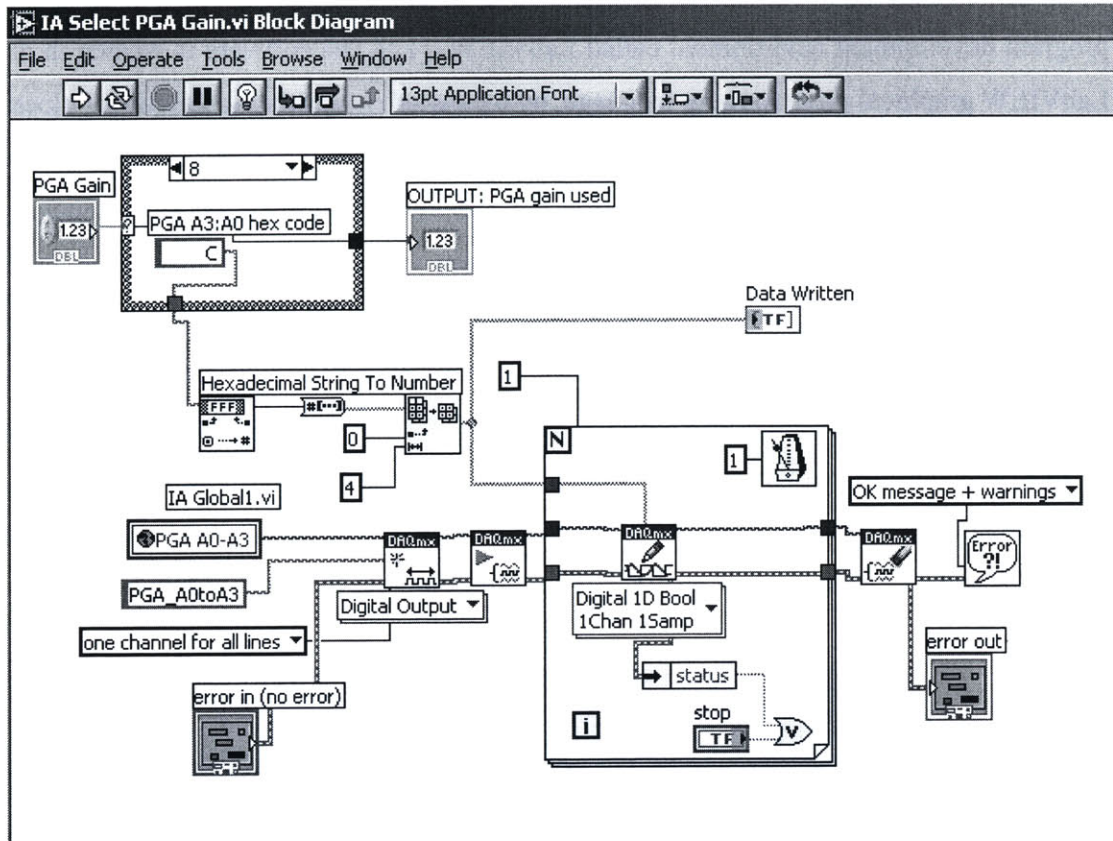 IA Select PGA Gain.vi Block Diagram
File Edit Operate Tools Browse Window Help
13pt Application Font
8
PGA Gain
1.23
DBL
PGA A3:A0 hex code
C
OUTPUT: PGA gain used
1.23
DBL
Data Written
TF
Hexadecimal String To Number
FFF
#
0
4
1
N
1
IA Global1.vi
PGA A0-A3
PGA_A0toA3
one channel for all lines
error in (no error)
DAQmx
Digital Output
DAQmx
DAQmx
Digital 1D Bool
1Chan 1Samp
status
stop
TF
V
i
DAQmx
OK message + warnings
Error
?!
error out